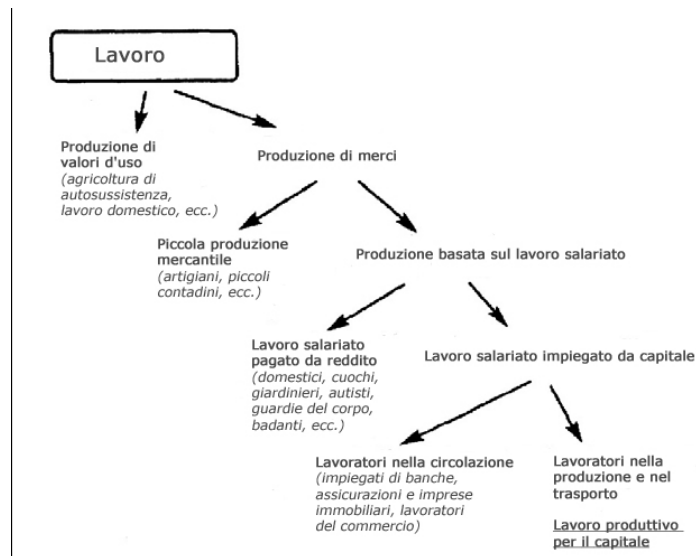 Lavoro
Produzione di
valori d'uso
(agricoltura di
autosussistenza,
lavoro domestico, ecc.)
Produzione di merci
Piccola produzione
mercantile
(artigiani, piccoli
contadini, ecc.)
Produzione basata sul lavoro salariato
Lavoro salariato
pagato da reddito
(domestici, cuochi,
giardinieri, autisti,
guardie del corpo,
badanti, ecc.)
Lavoro salariato impiegato da capitale
Lavoratori nella circolazione
(impiegati di banche,
assicurazioni e imprese
immobiliari, lavoratori
del commercio)
Lavoratori nella
produzione e nel
trasporto
Lavoro produttivo
per il capitale